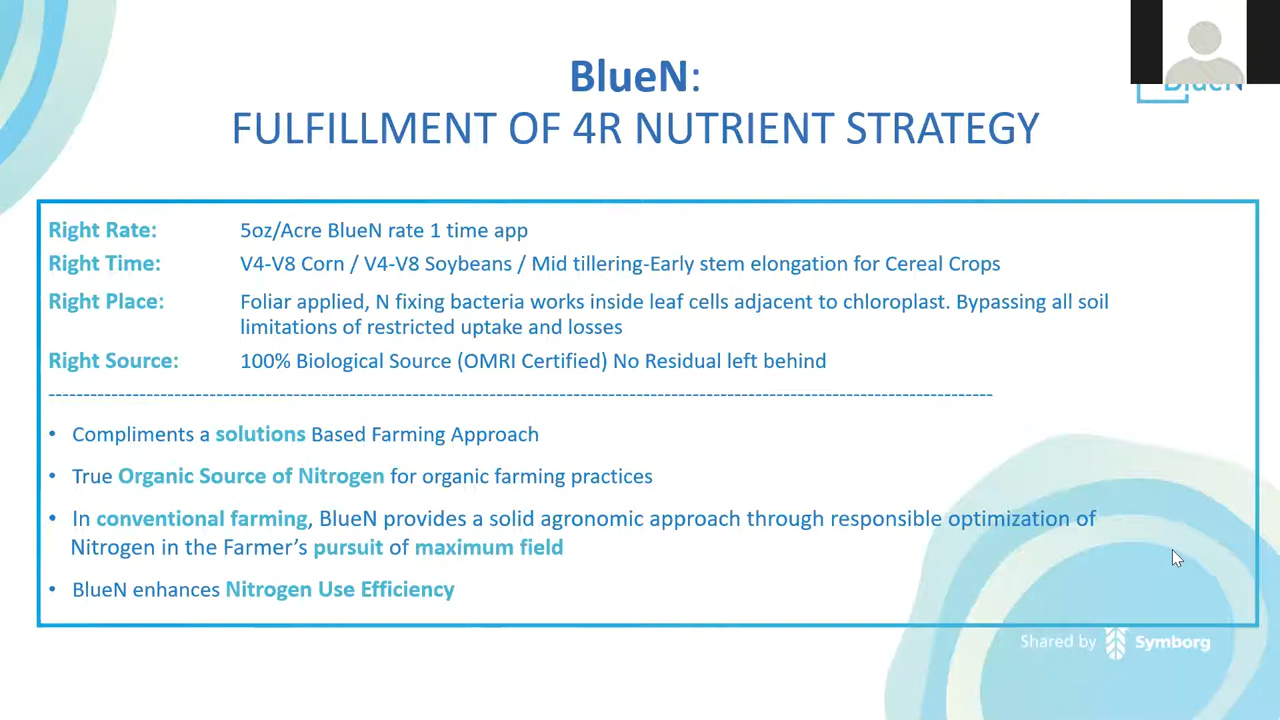 BlueN:
FULFILLMENT OF 4R NUTRIENT STRATEGY
BlueN
Right Rate: 5oz/Acre BlueN rate 1 time app
Right Time: V4-V8 Corn / V4-V8 Soybeans / Mid tillering-Early stem elongation for Cereal Crops
Right Place: Foliar applied, N fixing bacteria works inside leaf cells adjacent to chloroplast. Bypassing all soil
limitations of restricted uptake and losses
Right Source: 100% Biological Source (OMRI Certified) No Residual left behind
--------------------------------------------------------------------------------------------------------------------------------------
• Compliments a solutions Based Farming Approach
• True Organic Source of Nitrogen for organic farming practices
• In conventional farming, BlueN provides a solid agronomic approach through responsible optimization of
Nitrogen in the Farmer's pursuit of maximum field
• BlueN enhances Nitrogen Use Efficiency
Shared by Symborg